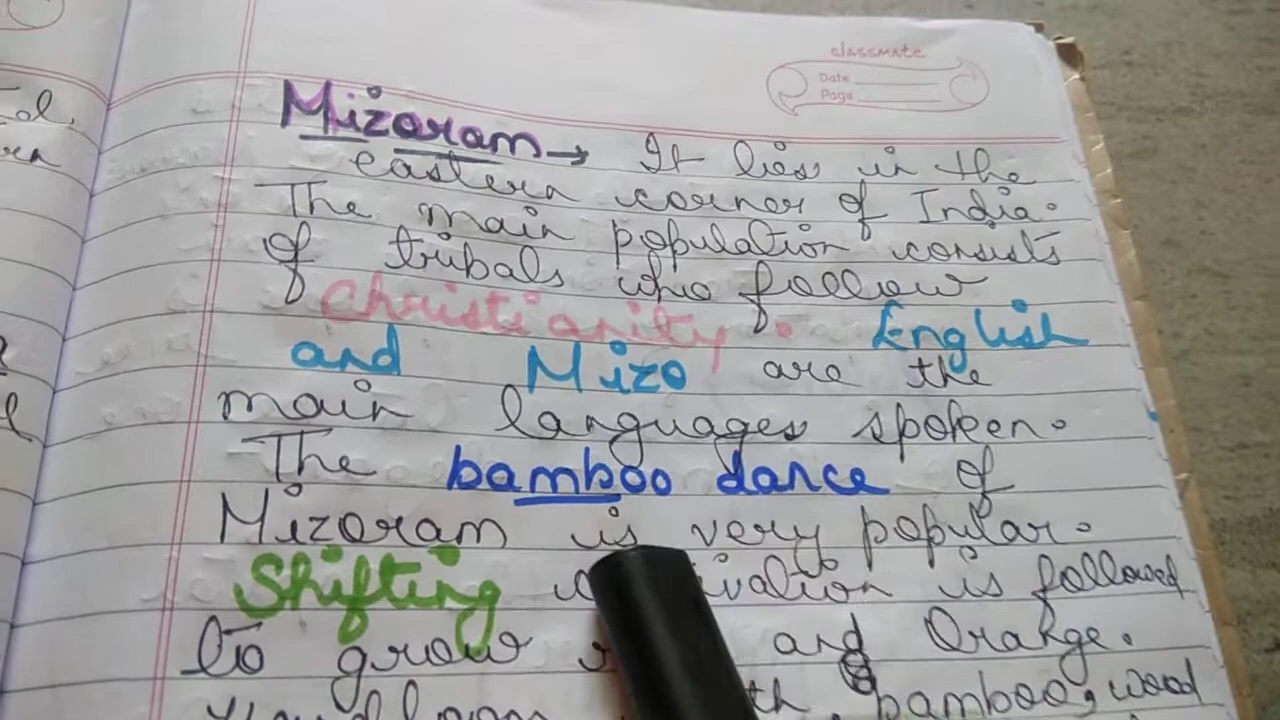 classmate
Date
Page
Mizoram → It lies in the
eastern corner of India.
The main population consists
of tribals who follow
Christianity. English
and Mizo are the
main languages spoken.
The bamboo dance of
Mizoram is very popular.
Shifting is followed
to grow and Orange.
bamboo, wood